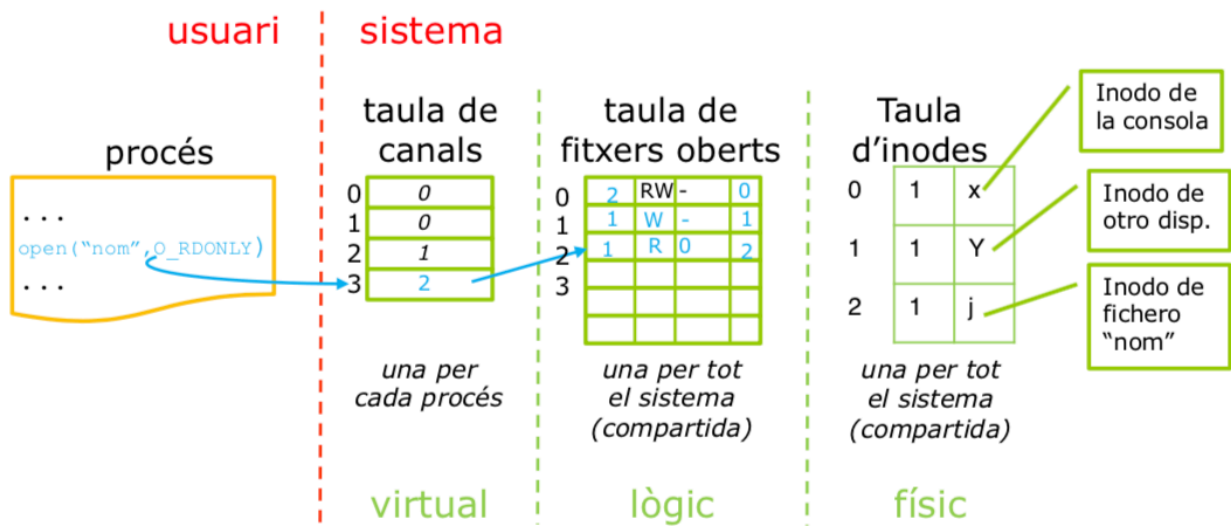 usuari
sistema
procés
...
open("nom",O_RDONLY)
...
taula de
canals
0 0
1 0
2 1
3 2
una per
cada procés
virtual
taula de
fitxers oberts
0 2 RW - 0
1 1 W - 1
2 1 R 0 2
3
una per tot
el sistema
(compartida)
lògic
Taula
d'inodes
0 1 x
1 1 Y
2 1 j
una per tot
el sistema
(compartida)
físic
Inodo de
la consola
Inodo de
otro disp.
Inodo de
fichero
"nom"